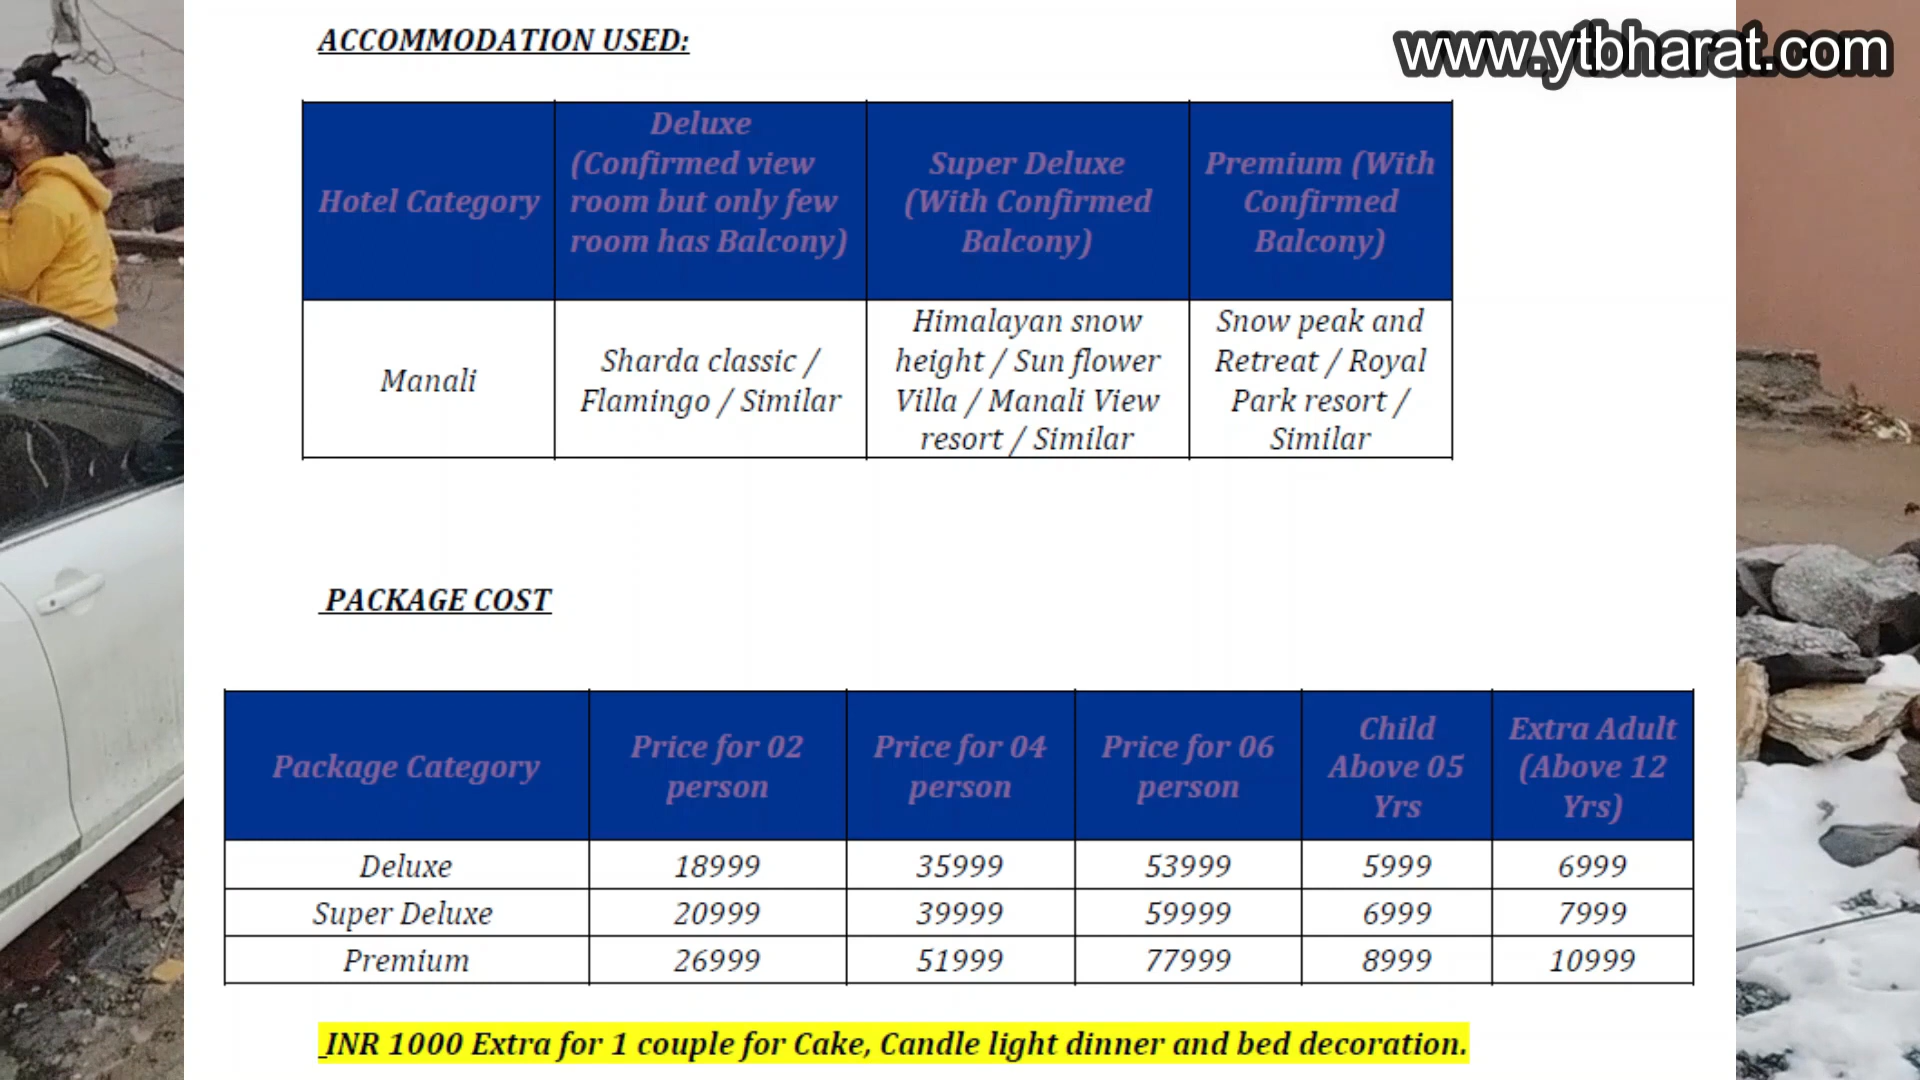 www.ytbharat.com
ACCOMMODATION USED:
Hotel Category
Deluxe
(Confirmed view
room but only few
room has Balcony)
Super Deluxe
(With Confirmed
Balcony)
Premium (With
Confirmed
Balcony)
Manali
Sharda classic /
Flamingo / Similar
Himalayan snow
height / Sun flower
Villa / Manali View
resort / Similar
Snow peak and
Retreat / Royal
Park resort /
Similar
PACKAGE COST
Package Category
Price for 02
person
Price for 04
person
Price for 06
person
Child
Above 05
Yrs
Extra Adult
(Above 12
Yrs)
Deluxe 18999 35999 53999 5999 6999
Super Deluxe 20999 39999 59999 6999 7999
Premium 26999 51999 77999 8999 10999
INR 1000 Extra for 1 couple for Cake, Candle light dinner and bed decoration.